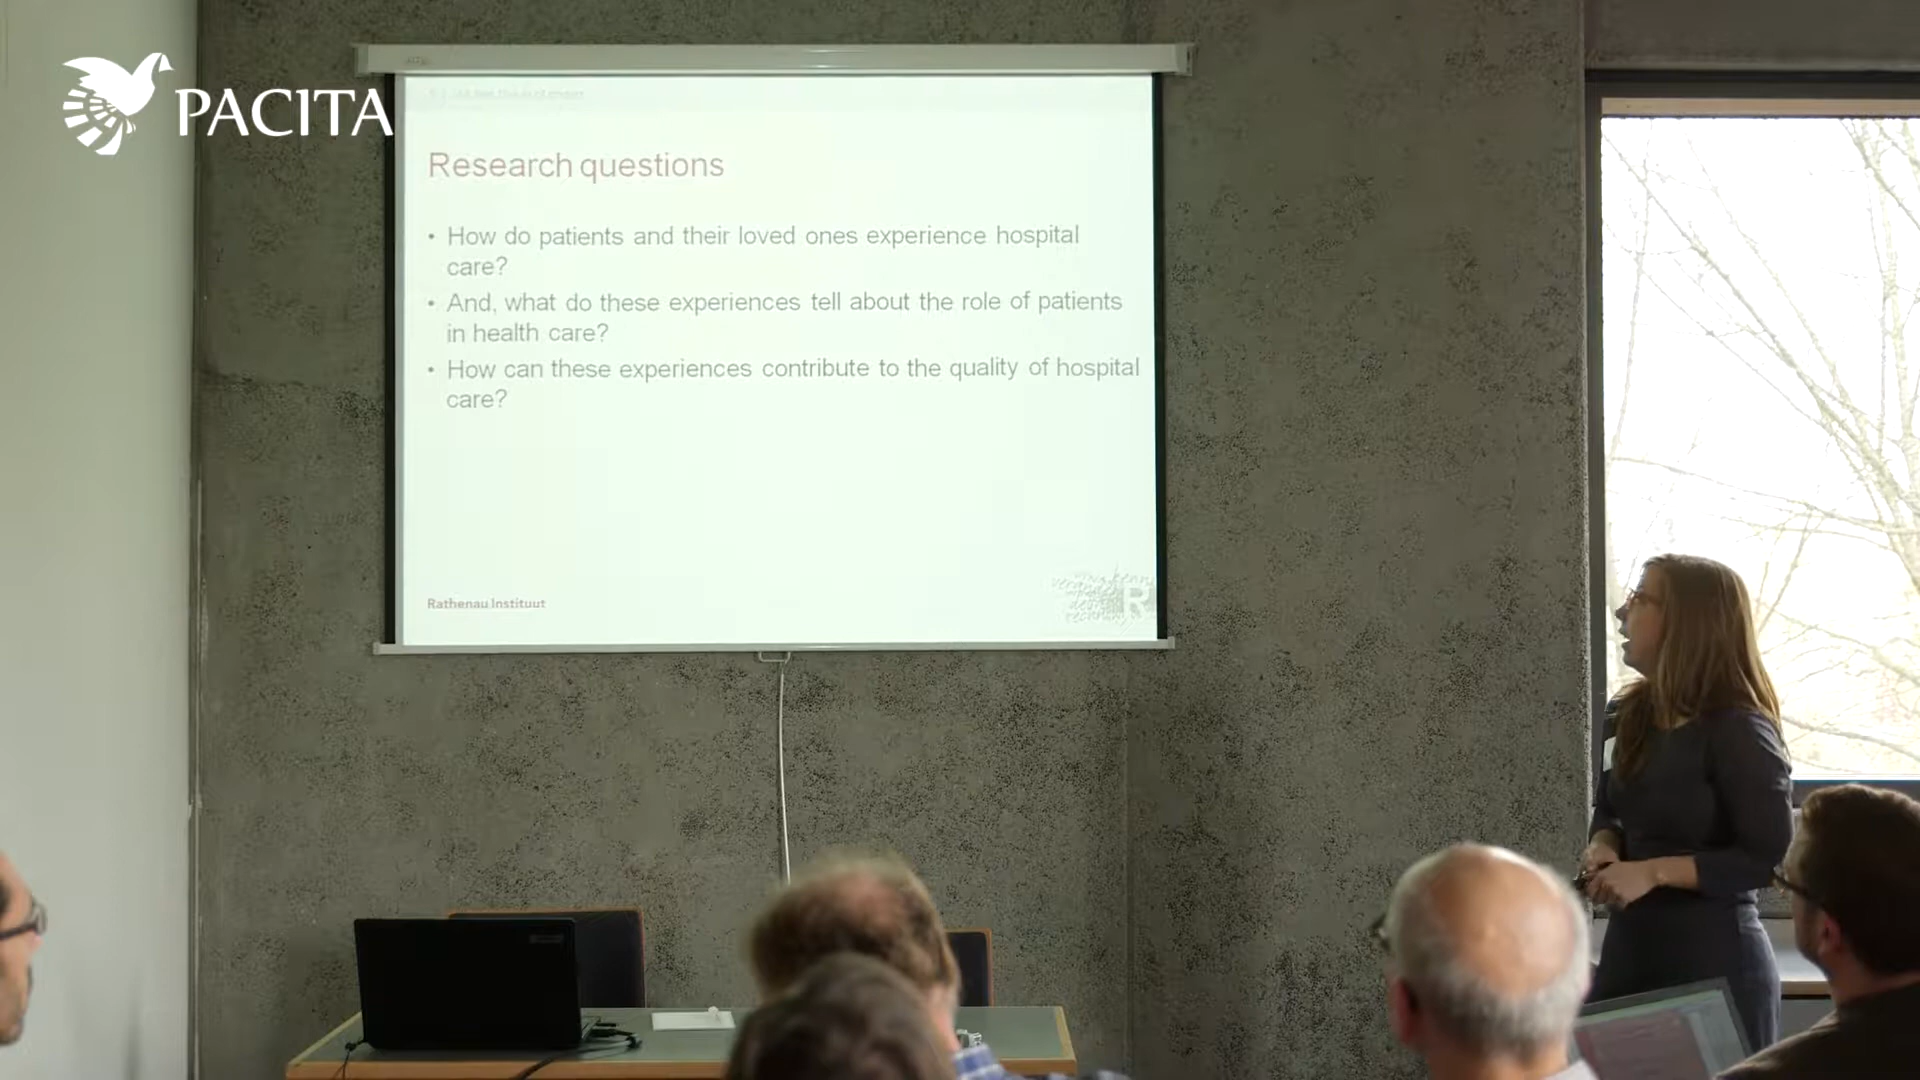 PACITA
Research questions
• How do patients and their loved ones experience hospital
care?
• And, what do these experiences tell about the role of patients
in health care?
• How can these experiences contribute to the quality of hospital
care?
Rathenau Instituut
R